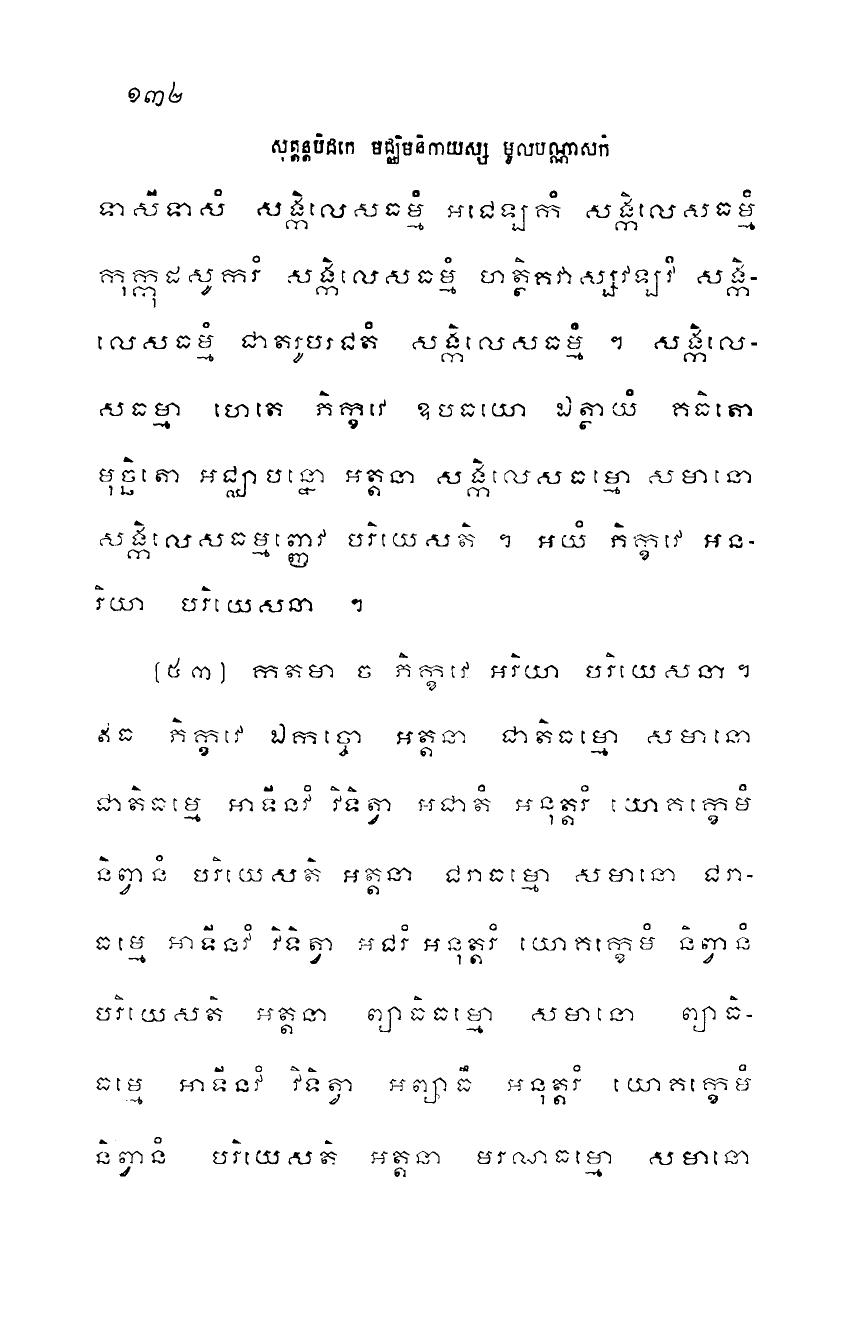 ១៣៤
សុត្តន្តបិដកេ មជ្ឈិមនិកាយស្ស មូលបណ្ណាសកំ
ទាសីទាសំ សង្កិលេសធម្មំ អជេឡកំ សង្កិលេសធម្មំ
កុក្កុដសូករំ សង្កិលេសធម្មំ ហត្ថិគវាស្សវឡវំ សង្កិ-
លេសធម្មំ ជាតរូបរជតំ សង្កិលេសធម្មំ ។ សង្កិលេ-
សធម្មា ហេតេ ភិក្ខវេ ឧបធយោ ឯត្ថាយំ គធិតោ
មុច្ឆិតោ អជ្ឈាបន្នោ អត្តនា សង្កិលេសធម្មោ សមានោ
សង្កិលេសធម្មញ្ញេវ បរិយេសតិ ។ អយំ ភិក្ខវេ អន-
រិយា បរិយេសនា ។
(៥៣) កតមា ច ភិក្ខវេ អរិយា បរិយេសនា ។
ឥធ ភិក្ខវេ ឯកច្ចោ អត្តនា ជាតិធម្មោ សមានោ
ជាតិធម្មេ អាទីនវំ វិទិត្វា អជាតំ អនុត្តរំ យោគក្ខេមំ
និព្វានំ បរិយេសតិ អត្តនា ជរាធម្មោ សមានោ ជរា-
ធម្មេ អាទីនវំ វិទិត្វា អជរំ អនុត្តរំ យោគក្ខេមំ និព្វានំ
បរិយេសតិ អត្តនា ព្យាធិធម្មោ សមានោ ព្យាធិ-
ធម្មេ អាទីនវំ វិទិត្វា អព្យាធឹ អនុត្តរំ យោគក្ខេមំ
និព្វានំ បរិយេសតិ អត្តនា មរណាធម្មោ សមានោ